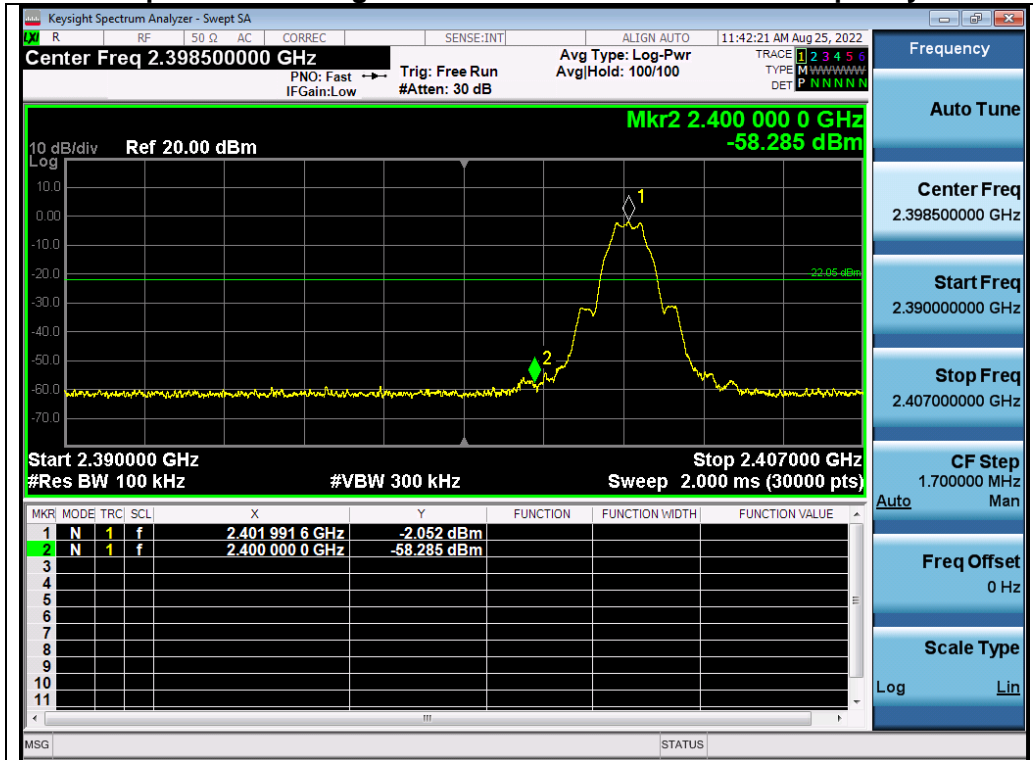 Keysight Spectrum Analyzer - Swept SA
LXI R RF 50 Ω AC CORREC SENSE:INT ALIGN AUTO 11:42:21 AM Aug 25, 2022
Center Freq 2.398500000 GHz
PNO: Fast
IFGain:Low
Trig: Free Run
#Atten: 30 dB
Avg Type: Log-Pwr
Avg|Hold: 100/100
TRACE 1 2 3 4 5 6
TYPE M WWWWW
DET P N N N N N
Mkr2 2.400 000 0 GHz
-58.285 dBm
10 dB/div Ref 20.00 dBm
Log
10.0
0.00
-10.0
-20.0
-30.0
-40.0
-50.0
-60.0
-70.0
1
22.05 dBm
2
Start 2.390000 GHz Stop 2.407000 GHz
#Res BW 100 kHz #VBW 300 kHz Sweep 2.000 ms (30000 pts)
MKR MODE TRC SCL X Y FUNCTION FUNCTION WIDTH FUNCTION VALUE
1 N 1 f 2.401 991 6 GHz -2.052 dBm
2 N 1 f 2.400 000 0 GHz -58.285 dBm
3
4
5
6
7
8
9
10
11
MSG STATUS
Frequency
Auto Tune
Center Freq
2.398500000 GHz
Start Freq
2.390000000 GHz
Stop Freq
2.407000000 GHz
CF Step
1.700000 MHz
Auto Man
Freq Offset
0 Hz
Scale Type
Log Lin